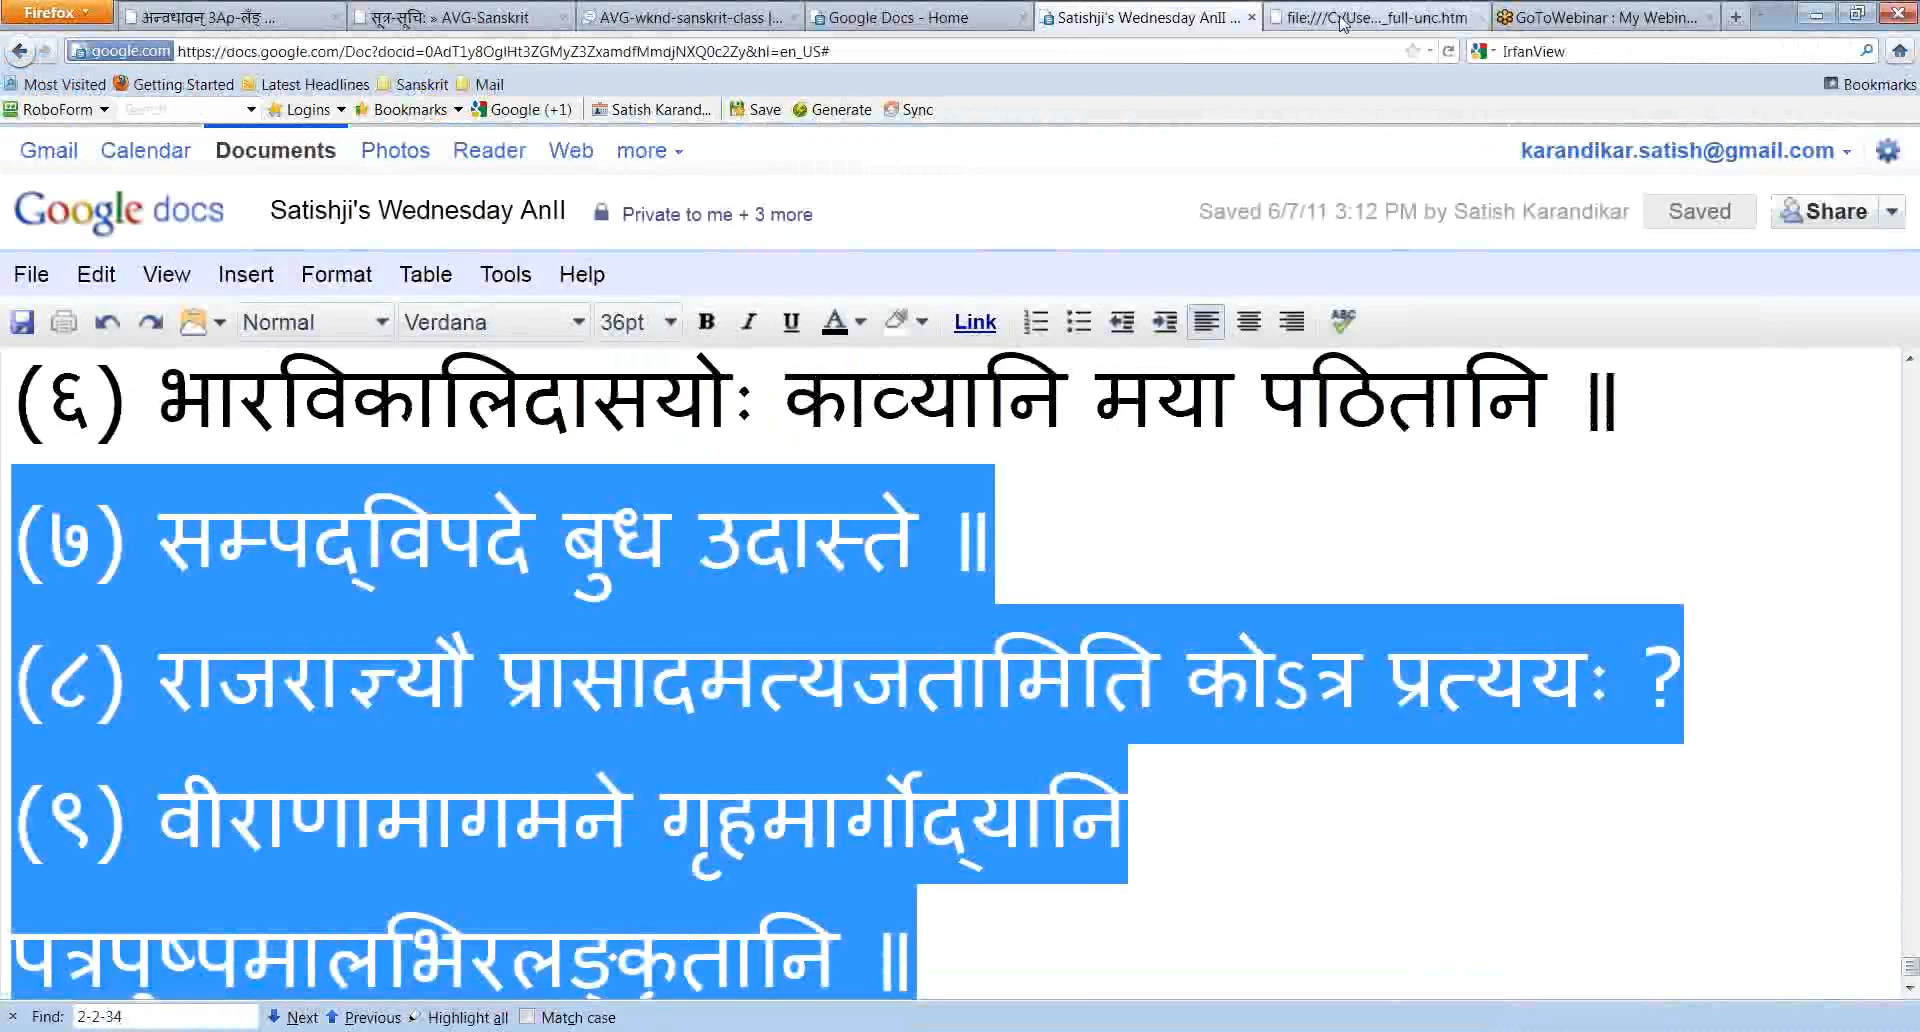 Firefox
अन्वधावन् 3Ap-लँङ् ...
सूत्र-सूचि: » AVG-Sanskrit
AVG-wknd-sanskrit-class |...
Google Docs - Home
Satishji's Wednesday AnII ...
file:///C:/Use..._full-unc.htm
GoToWebinar : My Webin...
google.com https://docs.google.com/Doc?docid=0AdT1y8OgIHt3ZGMyZ3ZxamdfMmdjNXQ0c2Zy&hl=en_US#
IrfanView
Most Visited Getting Started Latest Headlines Sanskrit Mail Bookmarks
RoboForm Search Logins Bookmarks Google (+1) Satish Karand... Save Generate Sync
Gmail Calendar Documents Photos Reader Web more karandikar.satish@gmail.com
Google docs Satishji's Wednesday AnII Private to me + 3 more Saved 6/7/11 3:12 PM by Satish Karandikar Saved Share
File Edit View Insert Format Table Tools Help
Normal Verdana 36pt B I U A Link ABC
(६) भारविकालिदासयोः काव्यानि मया पठितानि ॥
(७) सम्पद्विपदे बुध उदास्ते ॥
(८) राजराज्ञ्यौ प्रासादमत्यजतामिति कोऽत्र प्रत्ययः ?
(९) वीराणामागमने गृहमार्गोद्यानि
पत्रपुष्पमालभिरलङ्कृतानि ॥
Find: 2-2-34 Next Previous Highlight all Match case